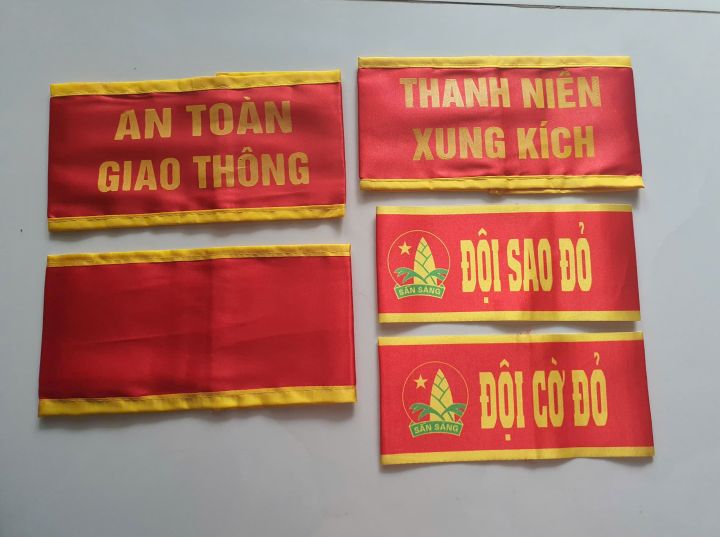 AN TOÀN
GIAO THÔNG
THANH NIÊN
XUNG KÍCH
SẴN SÀNG
ĐỘI SAO ĐỎ
SẴN SÀNG
ĐỘI CỜ ĐỎ